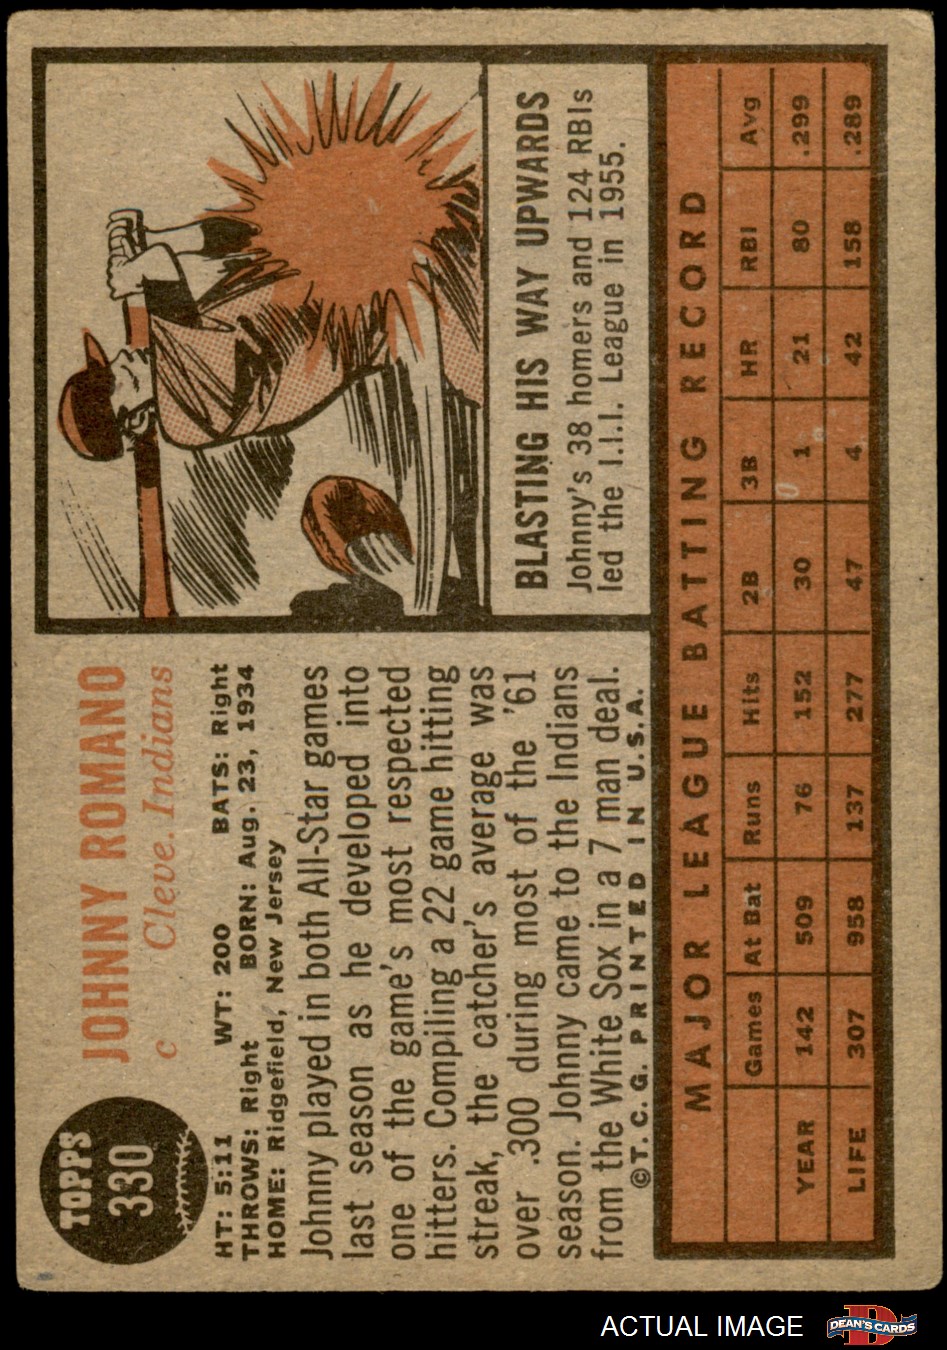 TOPPS
330
JOHNNY ROMANO
c Cleve. Indians
HT: 5:11 WT: 200 BATS: Right
THROWS: Right BORN: Aug. 23, 1934
HOME: Ridgefield, New Jersey
Johnny played in both All-Star games
last season as he developed into
one of the game's most respected
hitters. Compiling a 22 game hitting
streak, the catcher's average was
over .300 during most of the '61
season. Johnny came to the Indians
from the White Sox in a 7 man deal.
©T.C.G. PRINTED IN U.S.A.
BLASTING HIS WAY UPWARDS
Johnny's 38 homers and 124 RBIs
led the I.I.I. League in 1955.
MAJOR LEAGUE BATTING RECORD
Games At Bat Runs Hits 2B 3B HR RBI Avg
YEAR 142 509 76 152 30 1 21 80 .299
LIFE 307 958 137 277 47 4 42 158 .289
ACTUAL IMAGE
D
DEAN'S CARDS